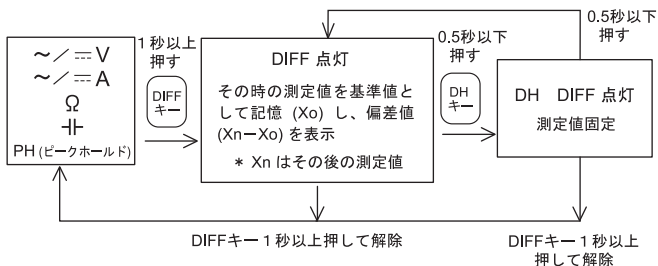 ～／⎓V
～／⎓A
Ω
⊣⊢
PH (ピークホールド)
1秒以上
押す
DIFF
キー
DIFF 点灯
その時の測定値を基準値と
して記憶 (Xo) し、偏差値
(Xn－Xo) を表示
＊ Xn はその後の測定値
0.5秒以下
押す
DH
キー
0.5秒以下
押す
DH DIFF 点灯
測定値固定
DIFFキー1秒以上押して解除
DIFFキー1秒以上
押して解除